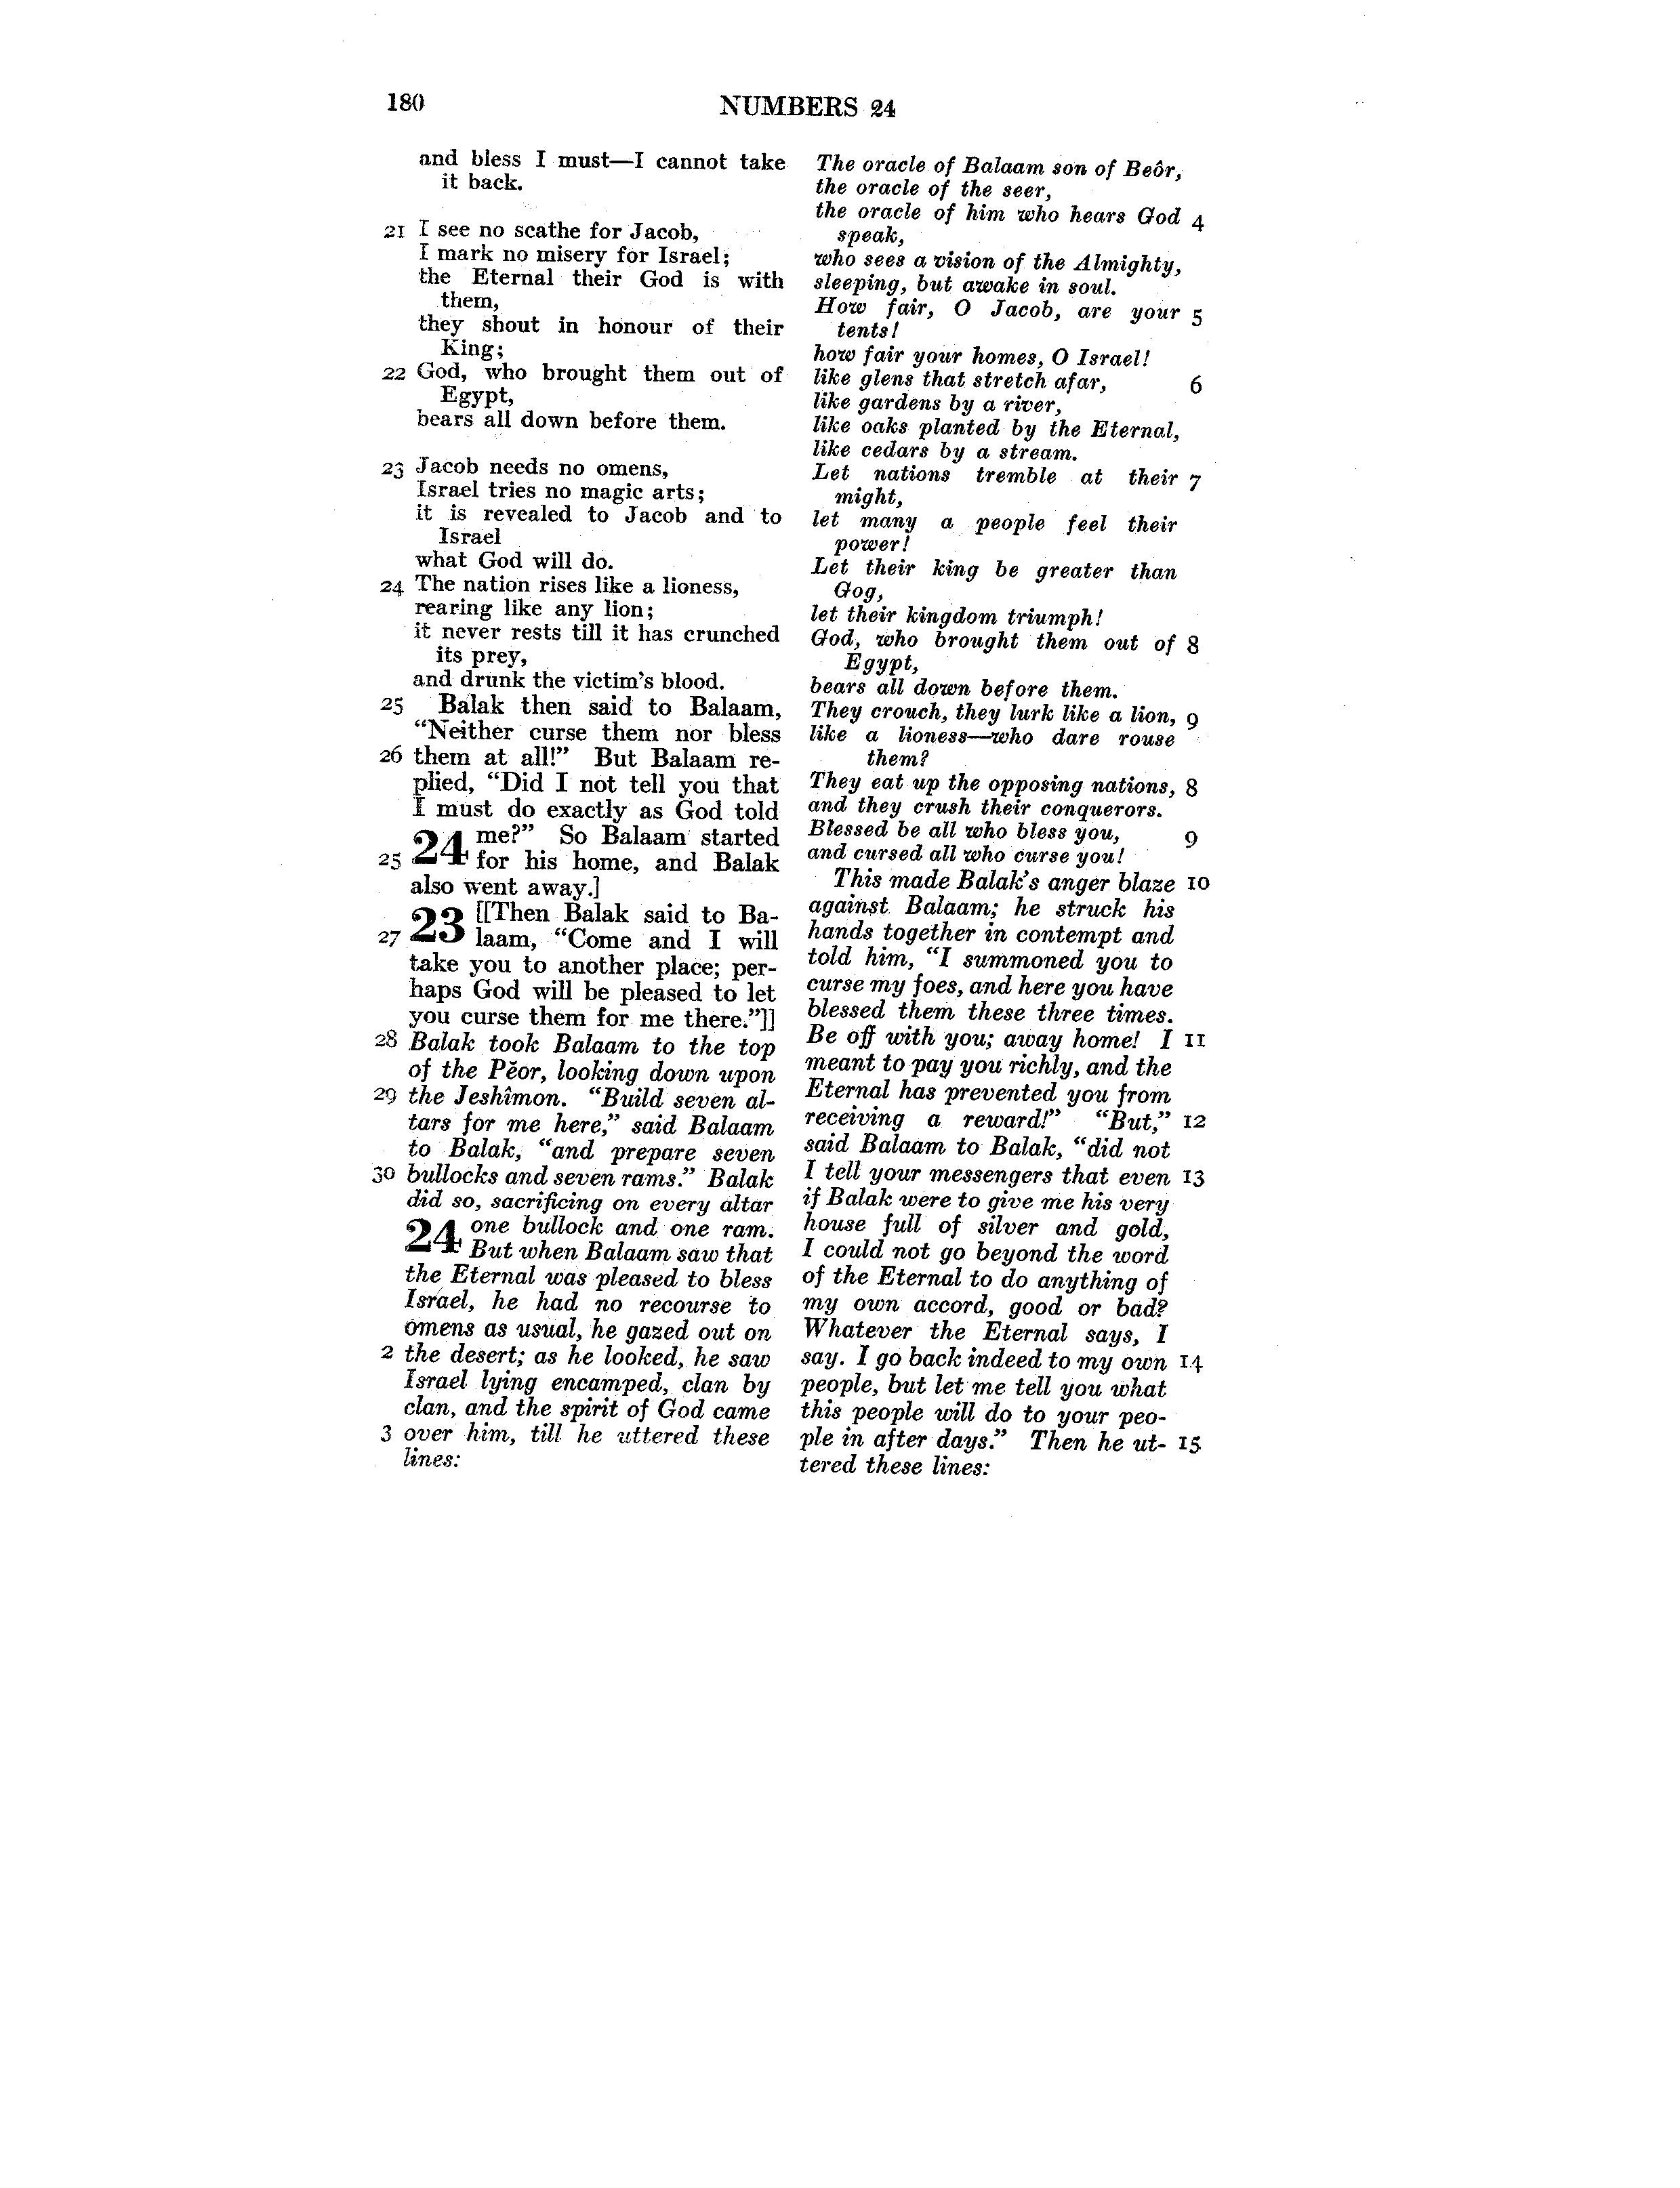 180
NUMBERS 24
and bless I must—I cannot take
it back.
21 I see no scathe for Jacob,
I mark no misery for Israel;
the Eternal their God is with
them,
they shout in honour of their
King;
22 God, who brought them out of
Egypt,
bears all down before them.
23 Jacob needs no omens,
Israel tries no magic arts;
it is revealed to Jacob and to
Israel
what God will do.
24 The nation rises like a lioness,
rearing like any lion;
it never rests till it has crunched
its prey,
and drunk the victim's blood.
25 Balak then said to Balaam,
“Neither curse them nor bless
26 them at all!” But Balaam re-
plied, “Did I not tell you that
I must do exactly as God told
24 me?” So Balaam started
25 for his home, and Balak
also went away.]
23 [[Then Balak said to Ba-
27 laam, “Come and I will
take you to another place; per-
haps God will be pleased to let
you curse them for me there.”]]
28 Balak took Balaam to the top
of the Pĕor, looking down upon
29 the Jeshîmon. “Build seven al-
tars for me here,” said Balaam
to Balak, “and prepare seven
30 bullocks and seven rams.” Balak
did so, sacrificing on every altar
24 one bullock and one ram.
But when Balaam saw that
the Eternal was pleased to bless
Israel, he had no recourse to
omens as usual, he gazed out on
2 the desert; as he looked, he saw
Israel lying encamped, clan by
clan, and the spirit of God came
3 over him, till he uttered these
lines:
The oracle of Balaam son of Beôr,
the oracle of the seer,
the oracle of him who hears God 4
speak,
who sees a vision of the Almighty,
sleeping, but awake in soul.
How fair, O Jacob, are your 5
tents!
how fair your homes, O Israel!
like glens that stretch afar, 6
like gardens by a river,
like oaks planted by the Eternal,
like cedars by a stream.
Let nations tremble at their 7
might,
let many a people feel their
power!
Let their king be greater than
Gog,
let their kingdom triumph!
God, who brought them out of 8
Egypt,
bears all down before them.
They crouch, they lurk like a lion, 9
like a lioness—who dare rouse
them?
They eat up the opposing nations, 8
and they crush their conquerors.
Blessed be all who bless you, 9
and cursed all who curse you!
This made Balak's anger blaze 10
against Balaam; he struck his
hands together in contempt and
told him, “I summoned you to
curse my foes, and here you have
blessed them these three times.
Be off with you; away home! I 11
meant to pay you richly, and the
Eternal has prevented you from
receiving a reward!” “But,” 12
said Balaam to Balak, “did not
I tell your messengers that even 13
if Balak were to give me his very
house full of silver and gold,
I could not go beyond the word
of the Eternal to do anything of
my own accord, good or bad?
Whatever the Eternal says, I
say. I go back indeed to my own 14
people, but let me tell you what
this people will do to your peo-
ple in after days.” Then he ut- 15
tered these lines: